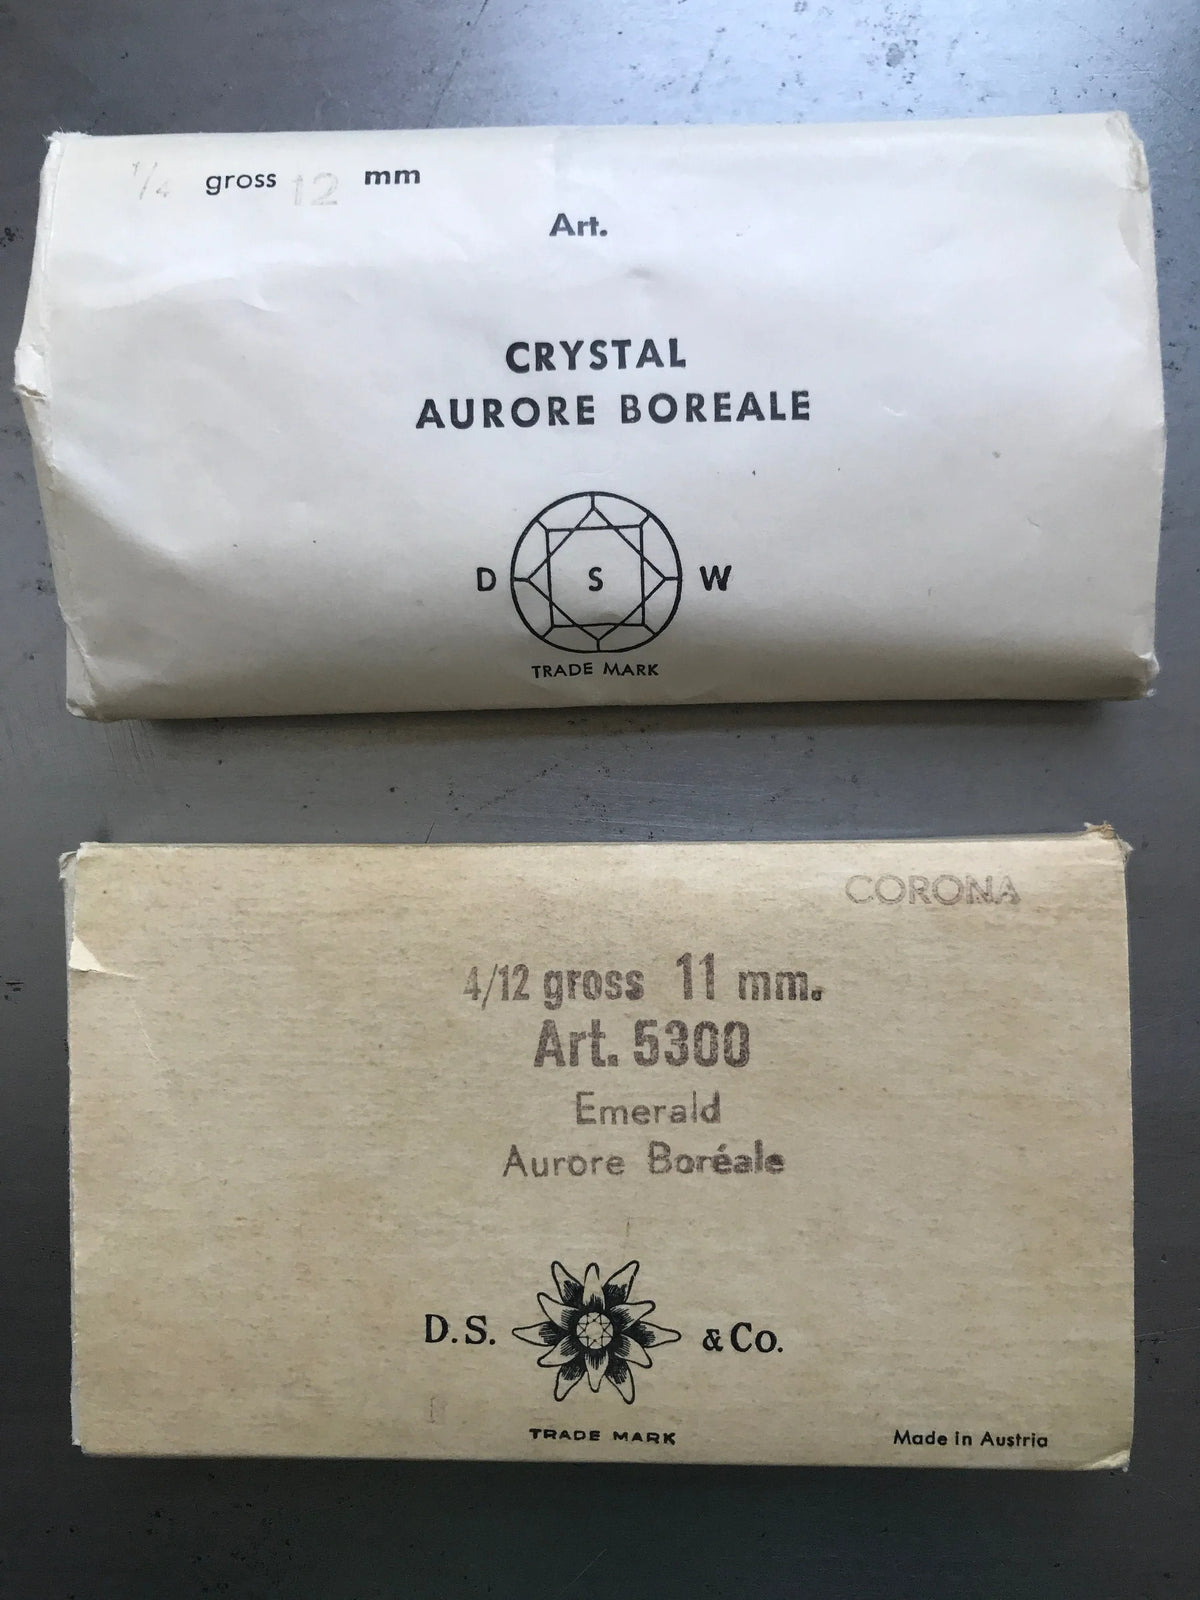 1/4 gross 12 mm
Art.
CRYSTAL
AURORE BOREALE
D S W
TRADE MARK
CORONA
4/12 gross 11 mm.
Art. 5300
Emerald
Aurore Boréale
D.S. & Co.
TRADE MARK
Made in Austria